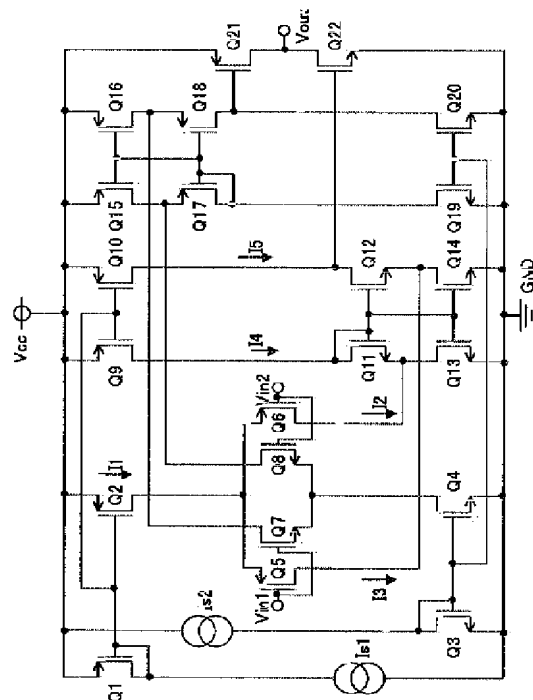 Vcc
Q1
Q2
I1
Q9
Q10
Q15
Q16
Q17
Q18
Q21
Vout
Q22
Is2
Is1
Vin1
Q5
Q7
Q8
Q6
Vin2
I3
I2
I4
I5
Q11
Q12
Q3
Q4
Q13
Q14
Q19
Q20
GND